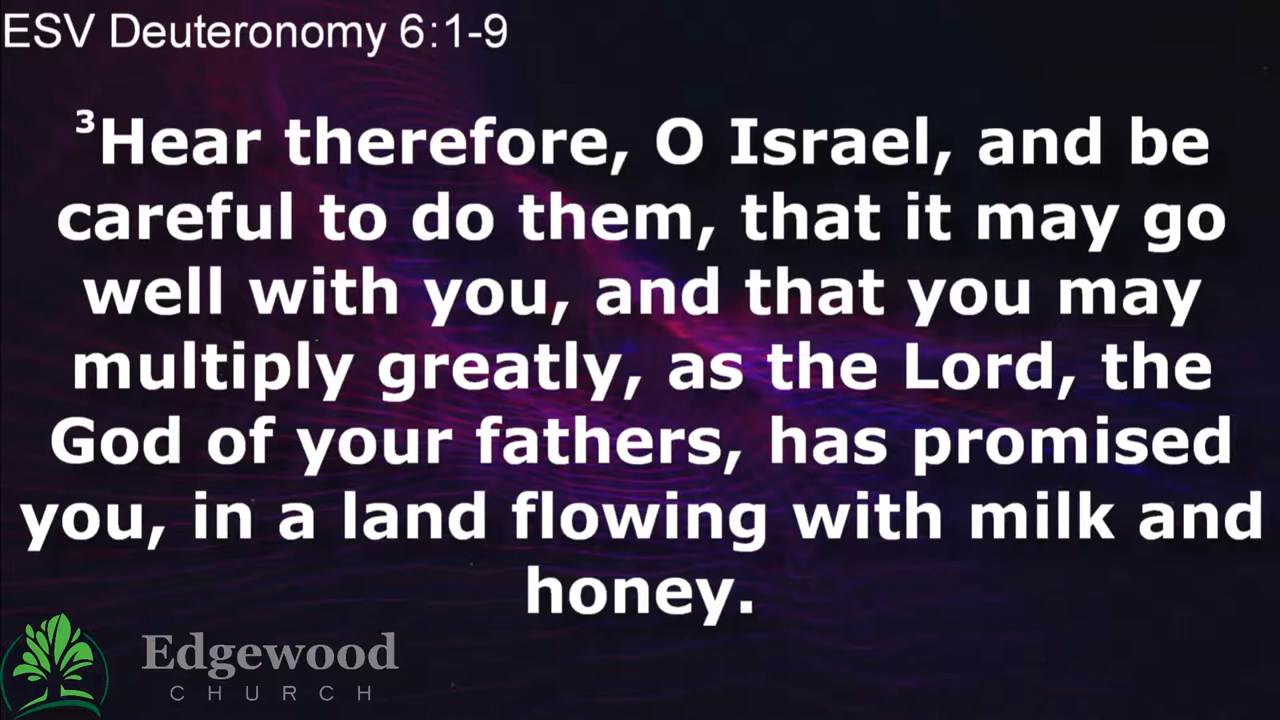 ESV Deuteronomy 6:1-9
³Hear therefore, O Israel, and be
careful to do them, that it may go
well with you, and that you may
multiply greatly, as the Lord, the
God of your fathers, has promised
you, in a land flowing with milk and
honey.
Edgewood
CHURCH